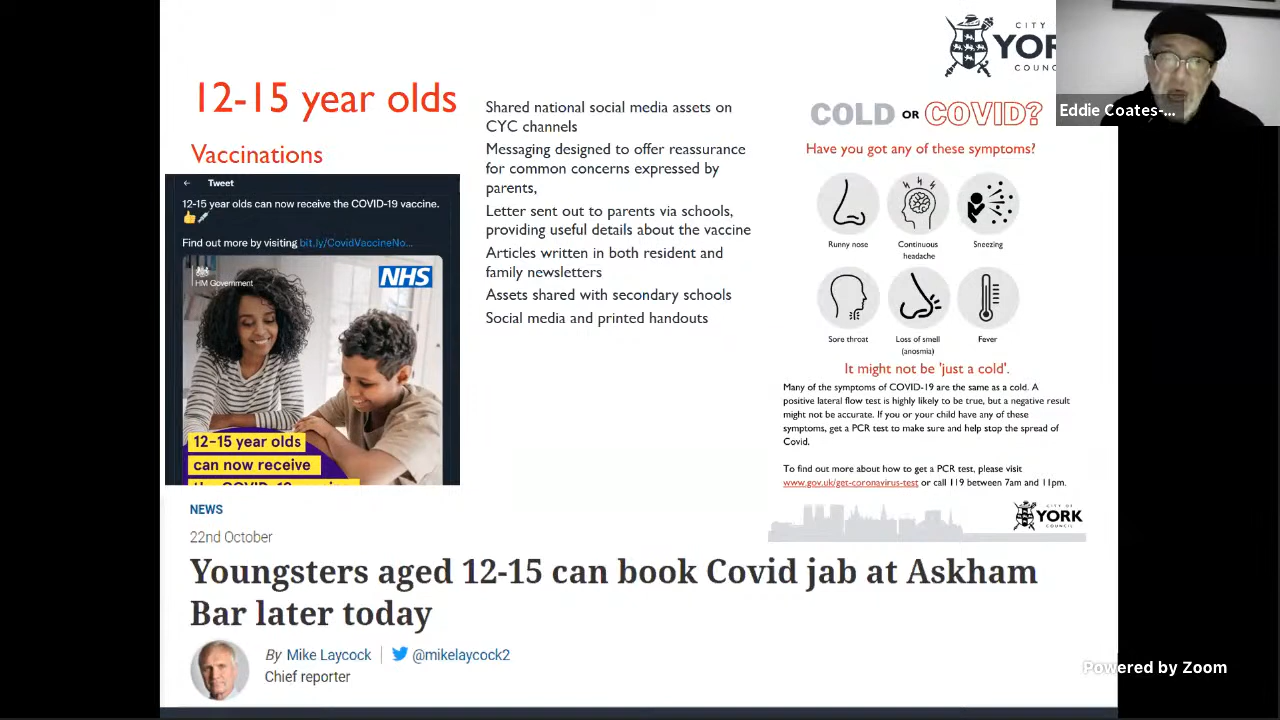 CITY
YOR
COUNC
Eddie Coates-...
12-15 year olds
Vaccinations
Tweet
12-15 year olds can now receive the COVID-19 vaccine.
👍💉
Find out more by visiting bit.ly/CovidVaccineNo...
HM Government
NHS
12-15 year olds
can now receive
the COVID-19 vaccine
Shared national social media assets on
CYC channels
Messaging designed to offer reassurance
for common concerns expressed by
parents,
Letter sent out to parents via schools,
providing useful details about the vaccine
Articles written in both resident and
family newsletters
Assets shared with secondary schools
Social media and printed handouts
COLD OR COVID?
Have you got any of these symptoms?
Runny nose
Continuous
headache
Sneezing
Sore throat
Loss of smell
(anosmia)
Fever
It might not be 'just a cold'.
Many of the symptoms of COVID-19 are the same as a cold. A
positive lateral flow test is highly likely to be true, but a negative result
might not be accurate. If you or your child have any of these
symptoms, get a PCR test to make sure and help stop the spread of
Covid.
To find out more about how to get a PCR test, please visit
www.gov.uk/get-coronavirus-test or call 119 between 7am and 11pm.
CITY OF
YORK
COUNCIL
NEWS
22nd October
Youngsters aged 12-15 can book Covid jab at Askham
Bar later today
By Mike Laycock | @mikelaycock2
Chief reporter
Powered by Zoom